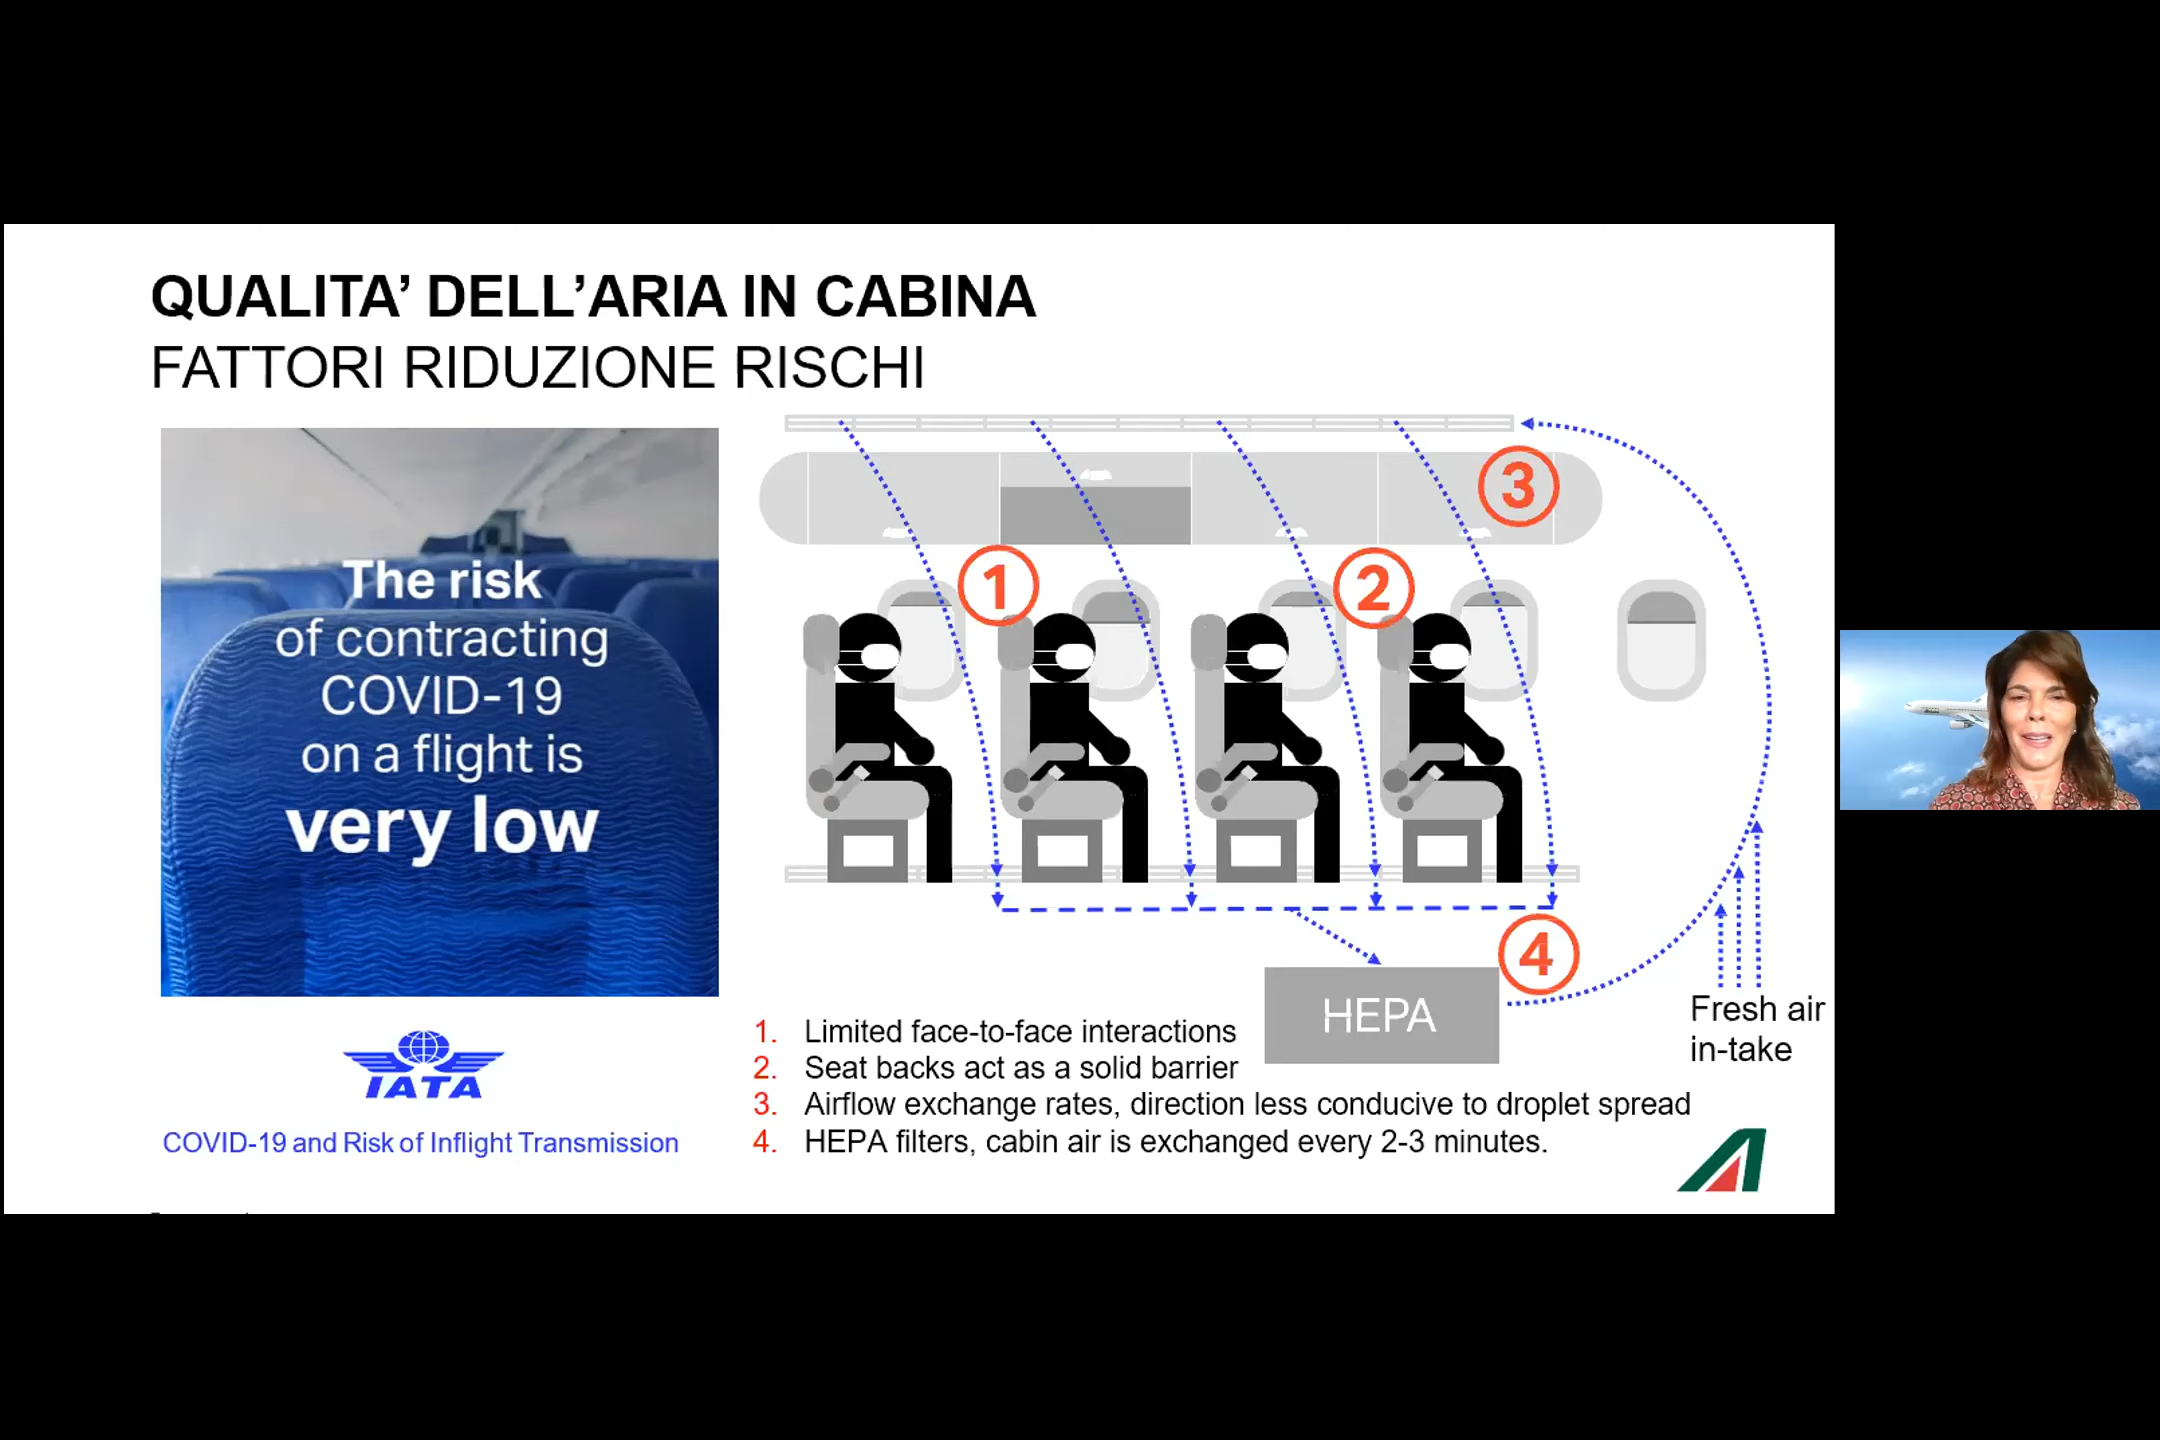 QUALITA’ DELL’ARIA IN CABINA
FATTORI RIDUZIONE RISCHI
The risk
of contracting
COVID-19
on a flight is
very low
IATA
COVID-19 and Risk of Inflight Transmission
1
2
3
4
HEPA
Fresh air
in-take
1. Limited face-to-face interactions
2. Seat backs act as a solid barrier
3. Airflow exchange rates, direction less conducive to droplet spread
4. HEPA filters, cabin air is exchanged every 2-3 minutes.